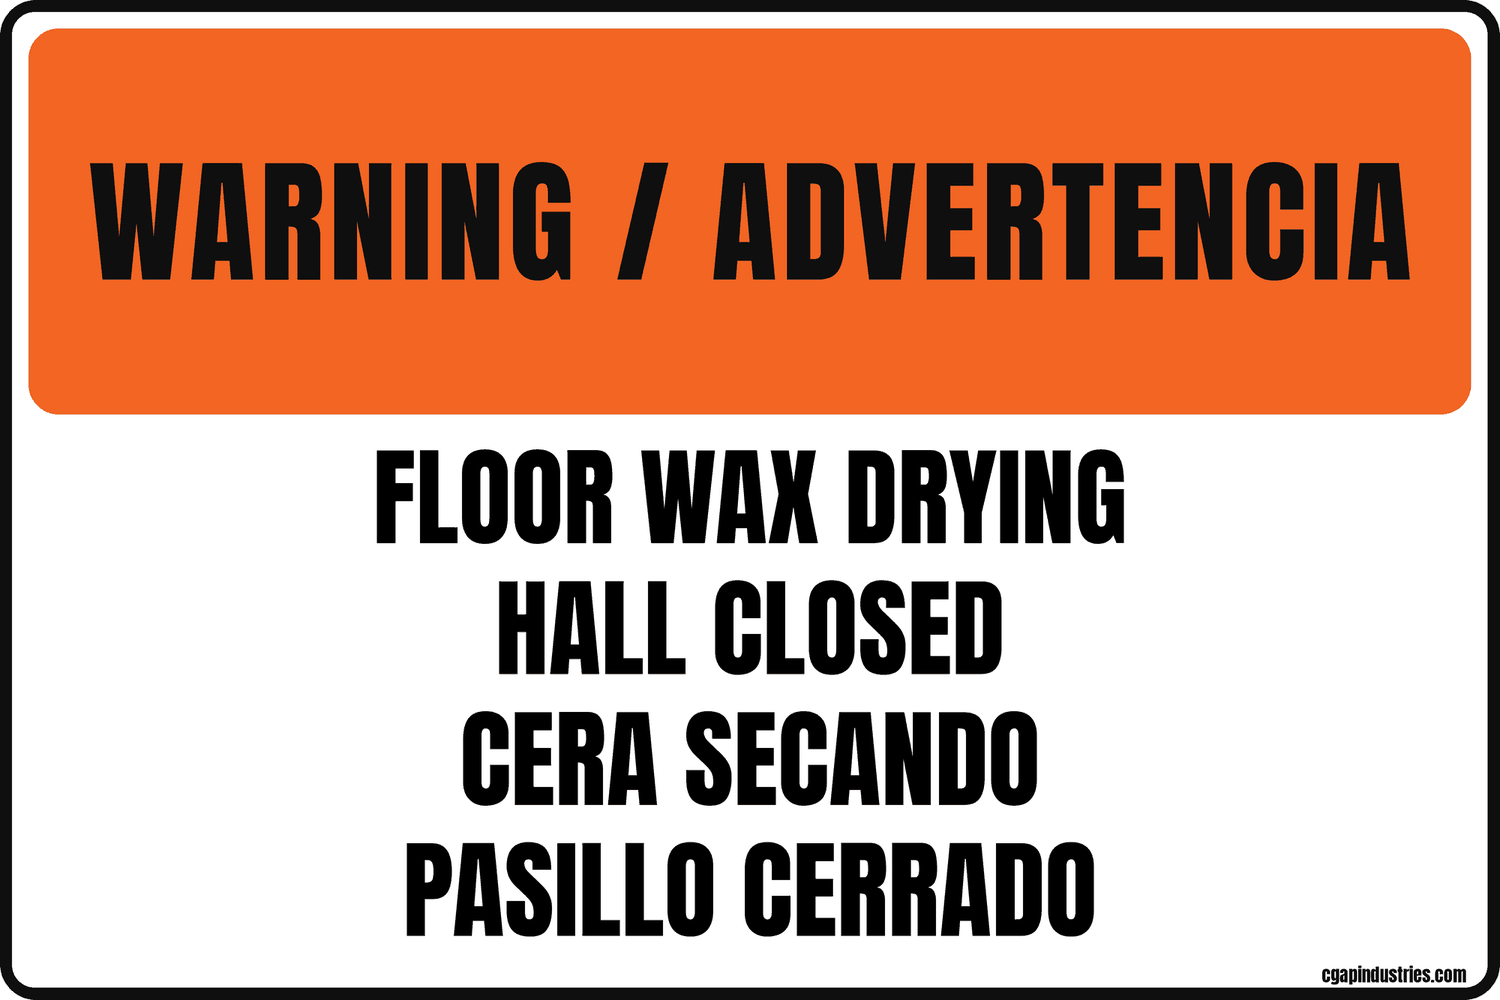 WARNING / ADVERTENCIA
FLOOR WAX DRYING
HALL CLOSED
CERA SECANDO
PASILLO CERRADO
cgapindustries.com